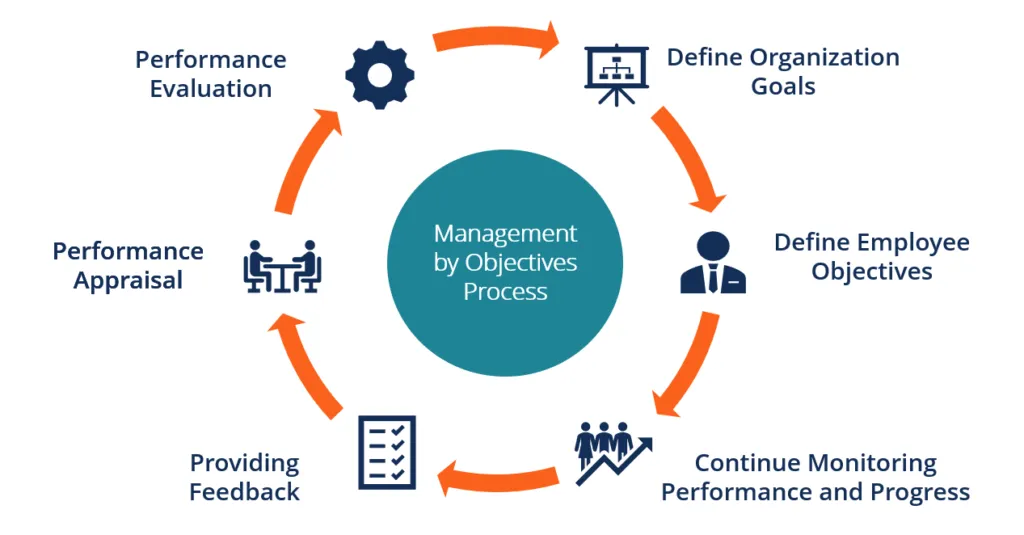 Performance
Evaluation
Define Organization
Goals
Management
by Objectives
Process
Define Employee
Objectives
Performance
Appraisal
Continue Monitoring
Performance and Progress
Providing
Feedback